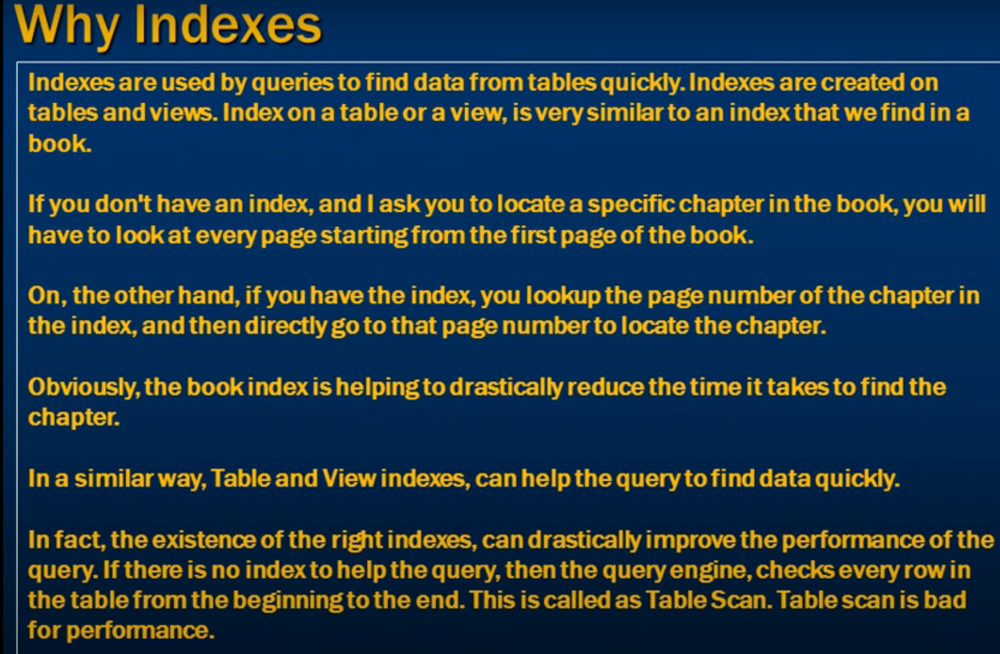 Why Indexes
Indexes are used by queries to find data from tables quickly. Indexes are created on
tables and views. Index on a table or a view, is very similar to an index that we find in a
book.
If you don't have an index, and I ask you to locate a specific chapter in the book, you will
have to look at every page starting from the first page of the book.
On, the other hand, if you have the index, you lookup the page number of the chapter in
the index, and then directly go to that page number to locate the chapter.
Obviously, the book index is helping to drastically reduce the time it takes to find the
chapter.
In a similar way, Table and View indexes, can help the query to find data quickly.
In fact, the existence of the right indexes, can drastically improve the performance of the
query. If there is no index to help the query, then the query engine, checks every row in
the table from the beginning to the end. This is called as Table Scan. Table scan is bad
for performance.